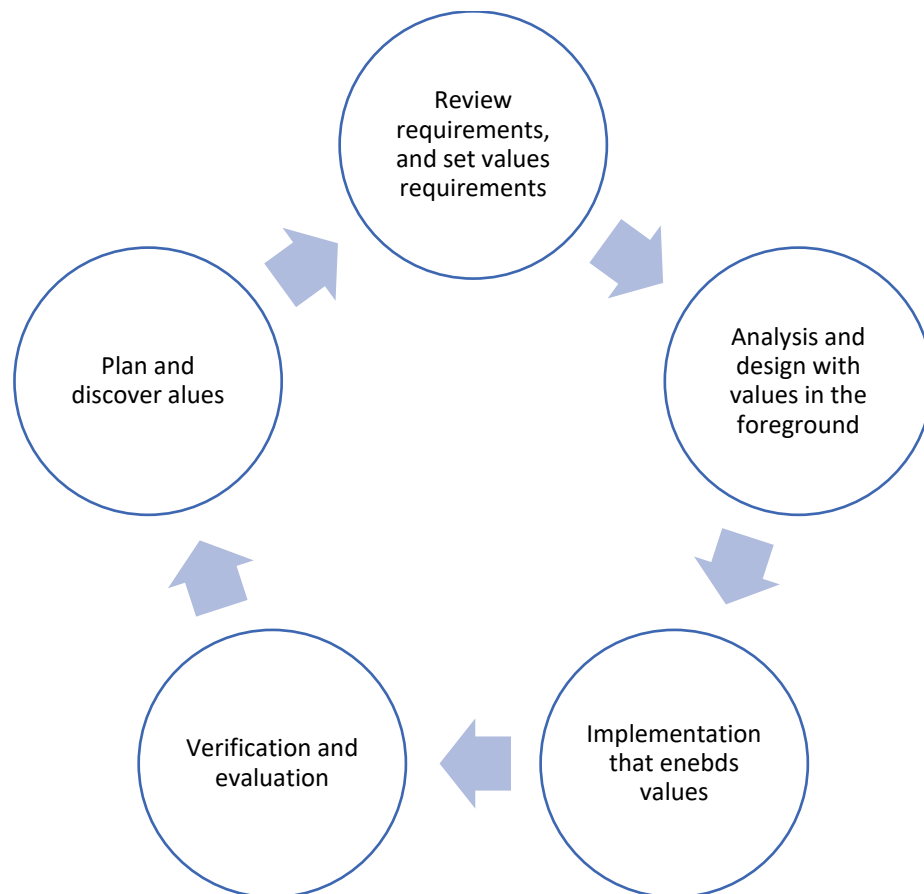 Review
requirements,
and set values
requirements
Analysis and
design with
values in the
foreground
Implementation
that enebds
values
Verification and
evaluation
Plan and
discover alues